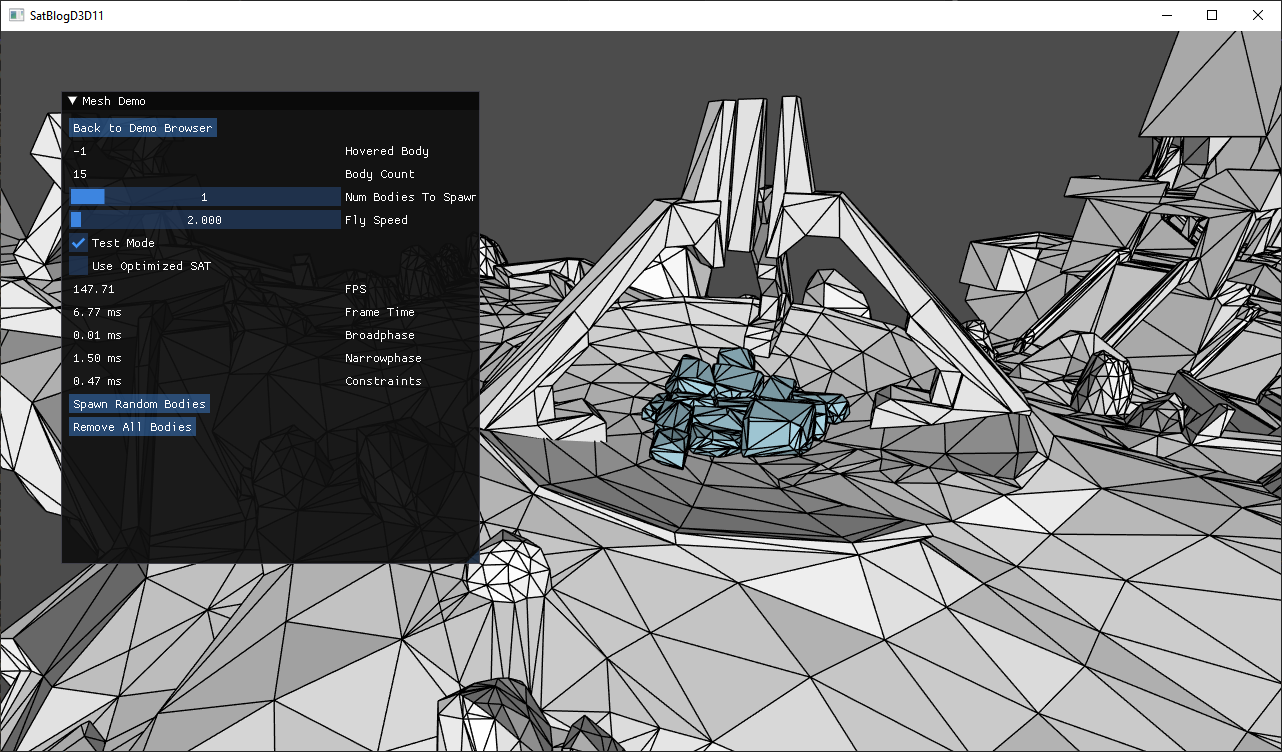 SatBlogD3D11
Mesh Demo
Back to Demo Browser
-1 Hovered Body
15 Body Count
1 Num Bodies To Spawr
2.000 Fly Speed
Test Mode
Use Optimized SAT
147.71 FPS
6.77 ms Frame Time
0.01 ms Broadphase
1.50 ms Narrowphase
0.47 ms Constraints
Spawn Random Bodies
Remove All Bodies